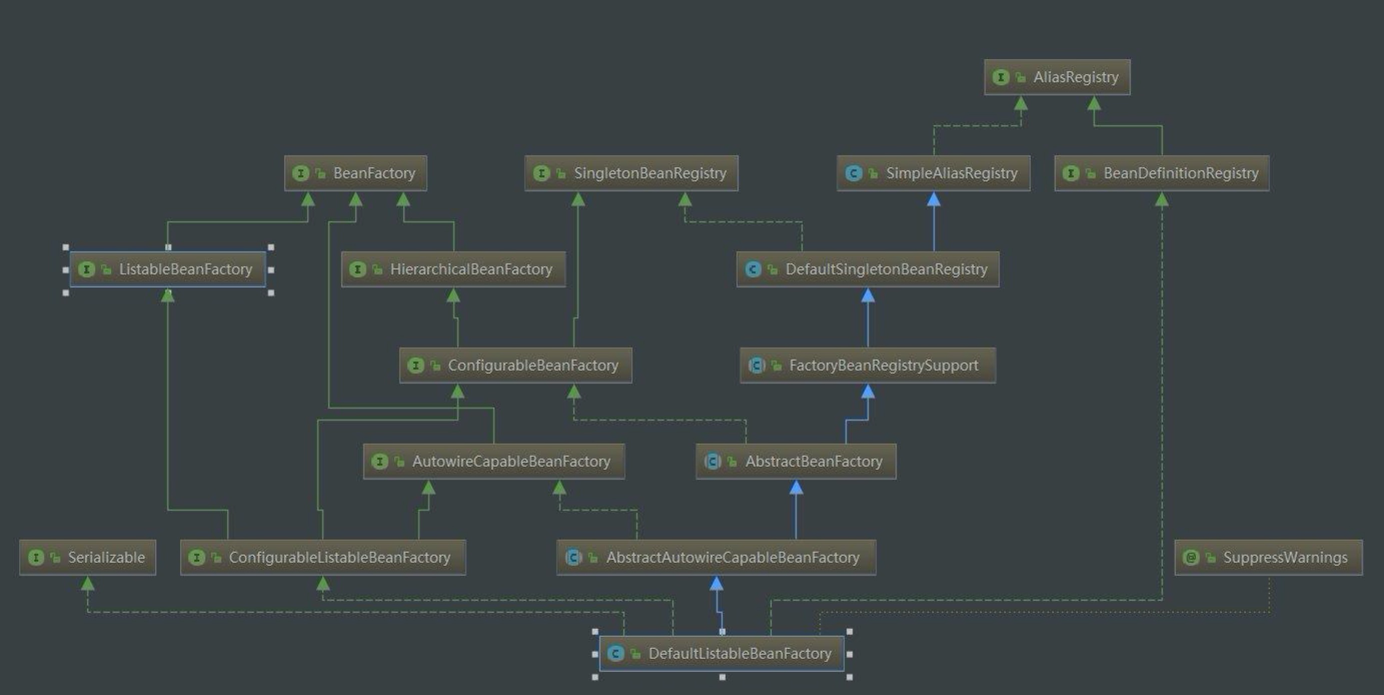 AliasRegistry
BeanFactory
SingletonBeanRegistry
SimpleAliasRegistry
BeanDefinitionRegistry
ListableBeanFactory
HierarchicalBeanFactory
DefaultSingletonBeanRegistry
ConfigurableBeanFactory
FactoryBeanRegistrySupport
AutowireCapableBeanFactory
AbstractBeanFactory
Serializable
ConfigurableListableBeanFactory
AbstractAutowireCapableBeanFactory
SuppressWarnings
DefaultListableBeanFactory